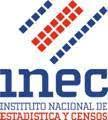 inec
INSTITUTO NACIONAL DE
ESTADÍSTICA Y CENSOS